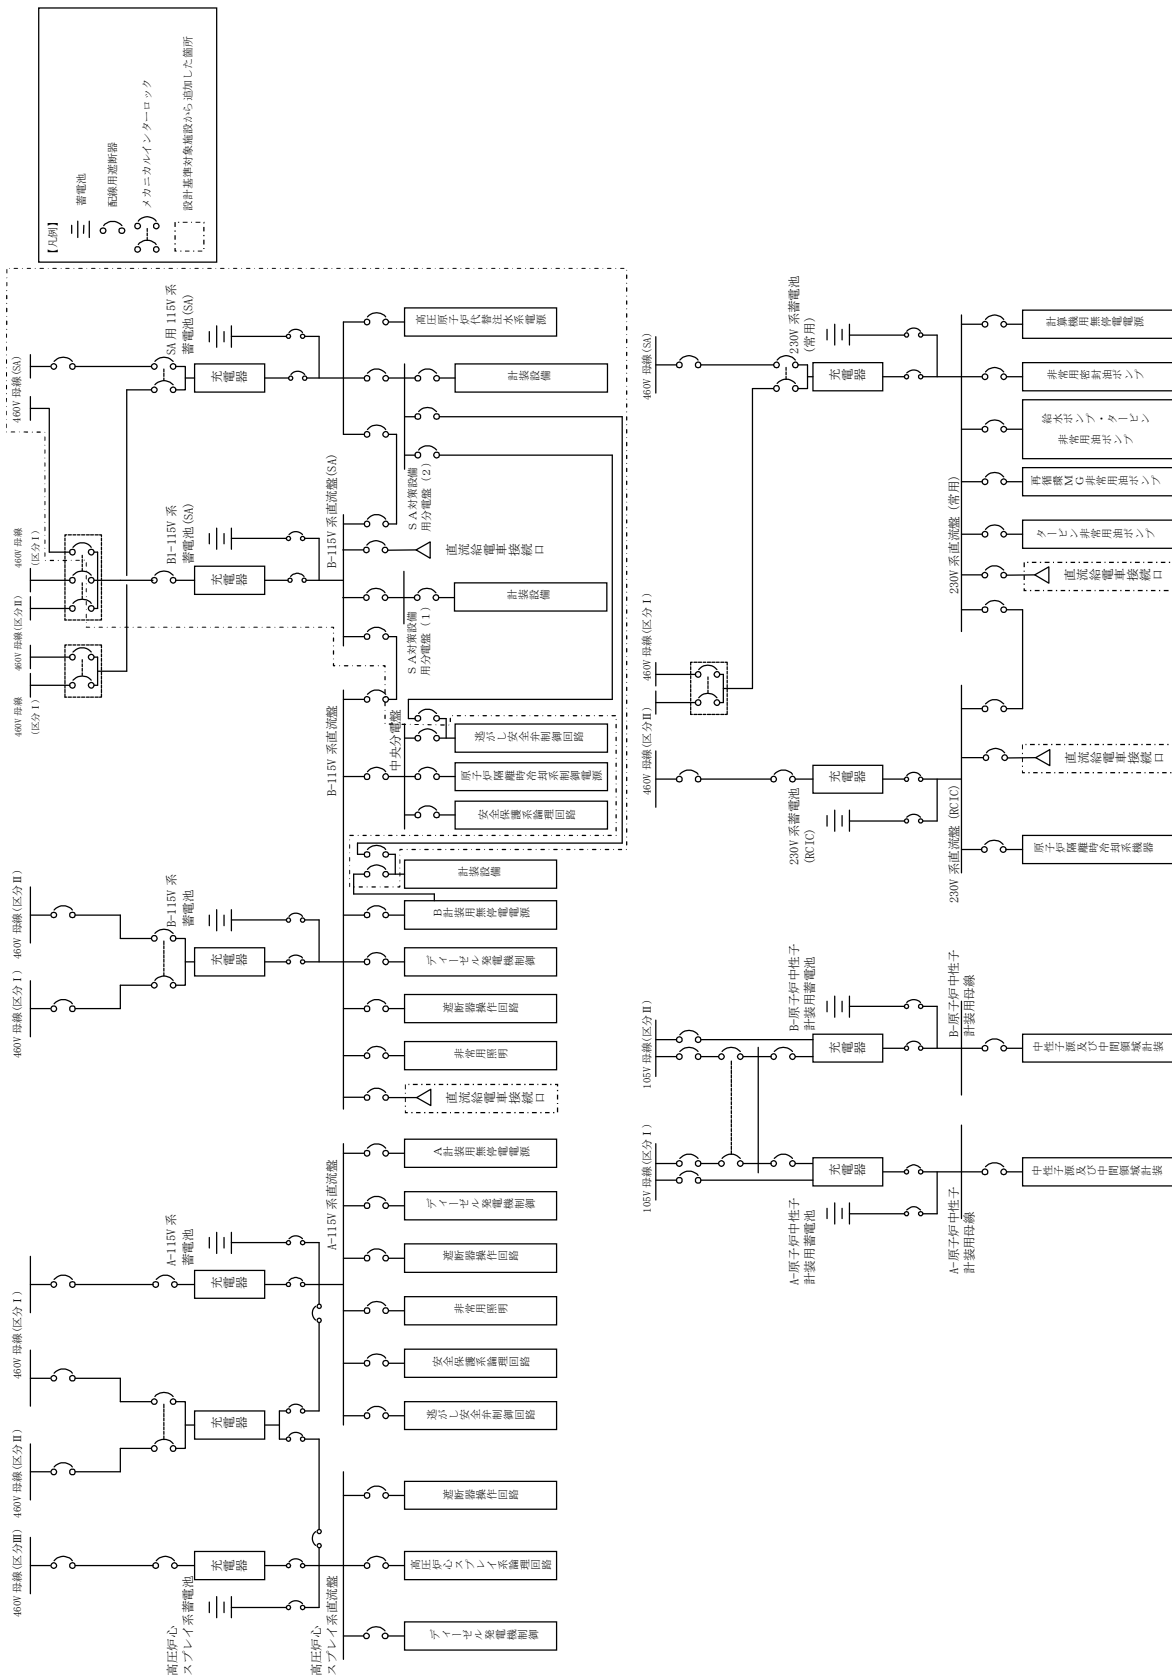 【凡例】
蓄電池
配線用遮断器
メカニカルインターロック
設計基準対象施設から追加した箇所
460V 母線(区分Ⅲ)
460V 母線(区分Ⅱ)
460V 母線(区分Ⅰ)
充電器
充電器
充電器
高圧炉心
スプレイ系蓄電池
A-115V 系
蓄電池
高圧炉心
スプレイ系直流盤
A-115V 系直流盤
ディーゼル発電機制御
高圧炉心スプレイ系論理回路
遮断器操作回路
逃がし安全弁制御回路
安全保護系論理回路
非常用照明
遮断器操作回路
ディーゼル発電機制御
A計装用無停電電源
460V 母線(区分Ⅰ)
460V 母線(区分Ⅱ)
充電器
B-115V 系
蓄電池
B-115V 系直流盤
直流給電車接続口
非常用照明
遮断器操作回路
ディーゼル発電機制御
B計装用無停電電源
計装設備
中央分電盤
安全保護系論理回路
原子炉隔離時冷却系制御電源
逃がし安全弁制御回路
460V 母線
(区分Ⅰ)
460V 母線(区分Ⅱ)
460V 母線
(区分Ⅰ)
460V 母線(SA)
充電器
B1-115V 系
蓄電池(SA)
B-115V 系直流盤(SA)
SA対策設備
用分電盤(1)
計装設備
直流給電車接続口
充電器
SA 用 115V 系
蓄電池(SA)
SA対策設備
用分電盤(2)
計装設備
高圧原子炉代替注水系電源
105V 母線(区分Ⅰ)
105V 母線(区分Ⅱ)
充電器
充電器
A-原子炉中性子
計装用蓄電池
B-原子炉中性子
計装用蓄電池
A-原子炉中性子
計装用母線
B-原子炉中性子
計装用母線
中性子源及び中間領域計装
中性子源及び中間領域計装
460V 母線(区分Ⅱ)
460V 母線(区分Ⅰ)
460V 母線(SA)
充電器
充電器
230V 系蓄電池
(RCIC)
230V 系蓄電池
(常用)
230V 系直流盤(RCIC)
230V 系直流盤(常用)
原子炉隔離時冷却系機器
直流給電車接続口
直流給電車接続口
タービン非常用油ポンプ
再循環MG非常用油ポンプ
給水ポンプ・タービン
非常用油ポンプ
非常用密封油ポンプ
計算機用無停電電源